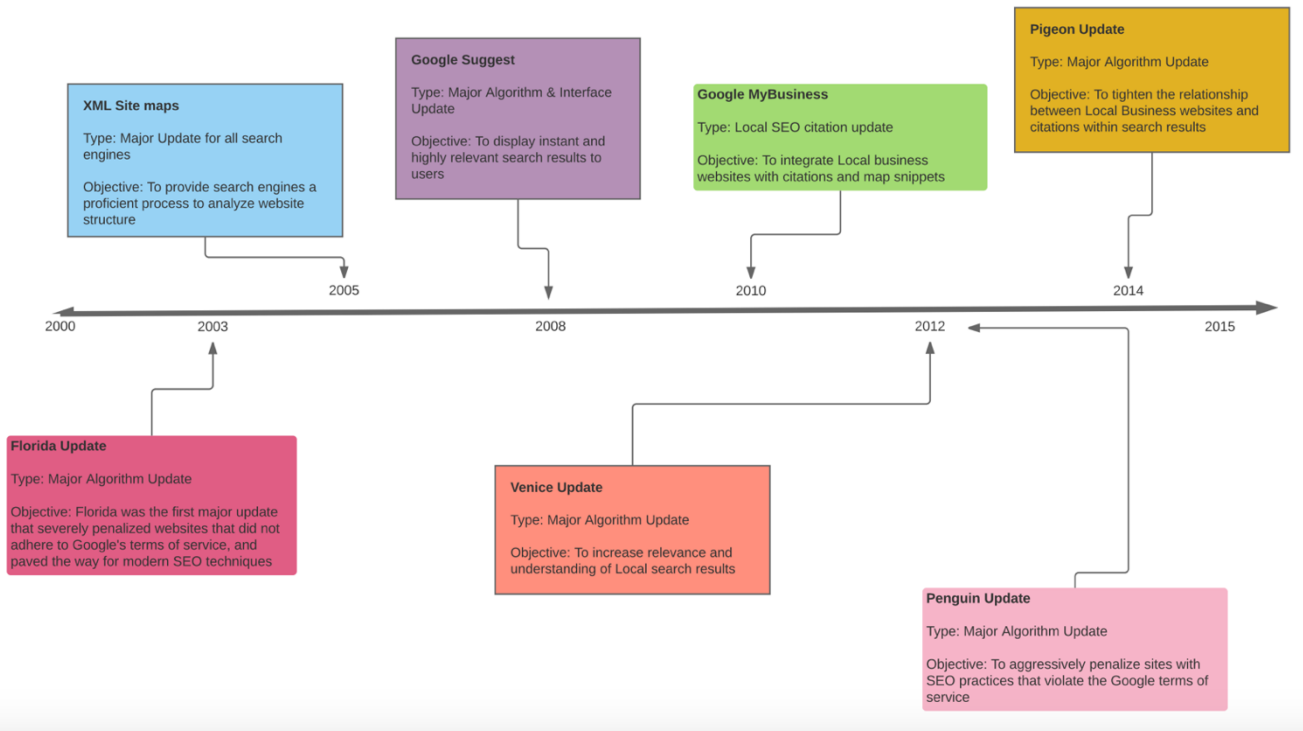 Pigeon Update
Type: Major Algorithm Update
Objective: To tighten the relationship
between Local Business websites and
citations within search results
Google Suggest
Type: Major Algorithm & Interface
Update
Objective: To display instant and
highly relevant search results to
users
XML Site maps
Type: Major Update for all search
engines
Objective: To provide search engines a
proficient process to analyze website
structure
Google MyBusiness
Type: Local SEO citation update
Objective: To integrate Local business
websites with citations and map snippets
2005
2010
2014
2000
2003
2008
2012
2015
Florida Update
Type: Major Algorithm Update
Objective: Florida was the first major update
that severely penalized websites that did not
adhere to Google's terms of service, and
paved the way for modern SEO techniques
Venice Update
Type: Major Algorithm Update
Objective: To increase relevance and
understanding of Local search results
Penguin Update
Type: Major Algorithm Update
Objective: To aggressively penalize sites with
SEO practices that violate the Google terms of
service